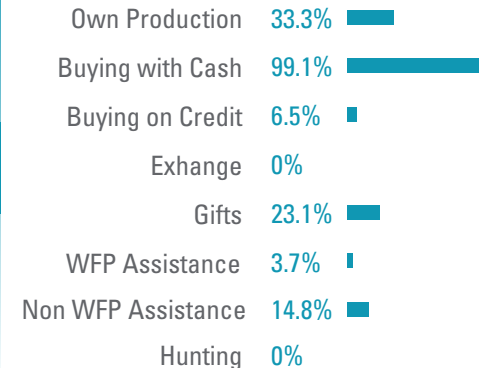 Own Production 33.3%
Buying with Cash 99.1%
Buying on Credit 6.5%
Exhange 0%
Gifts 23.1%
WFP Assistance 3.7%
Non WFP Assistance 14.8%
Hunting 0%